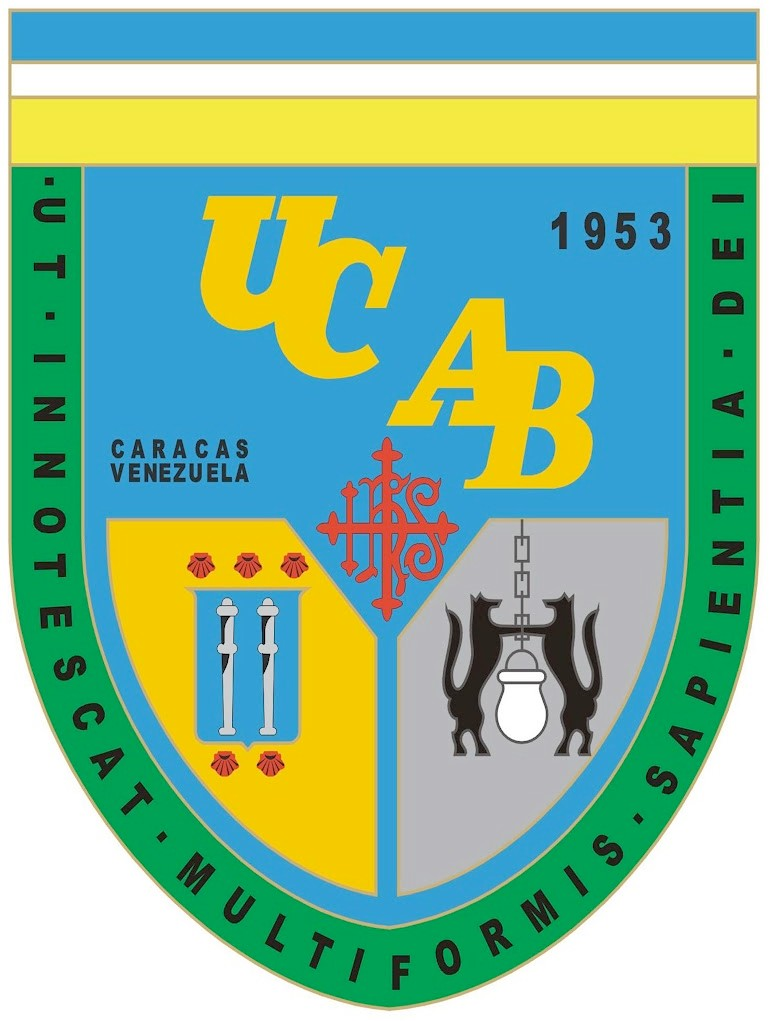 UCAB
1953
CARACAS
VENEZUELA
IHS
·UT·INNOTESCAT·MULTIFORMIS·SAPIENTIA·DEI